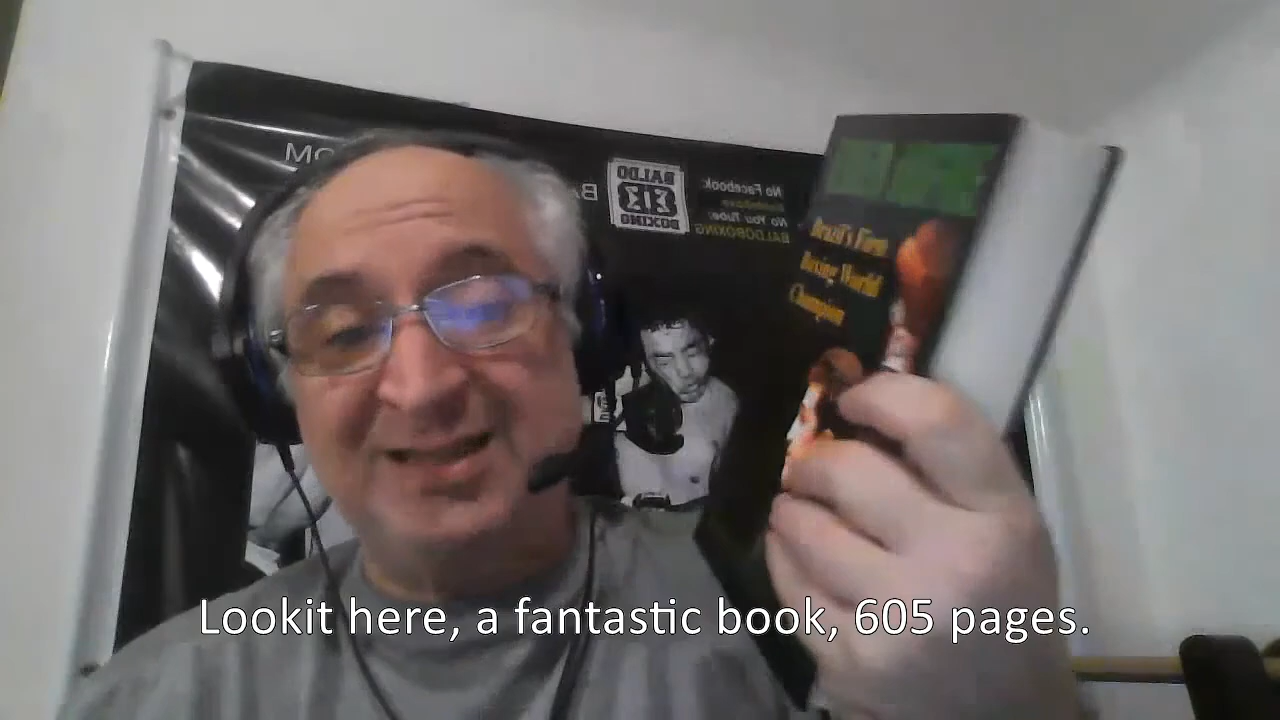 BALDO
BOXING
No Facebook:
No You Tube:
BALDOBOXING
Brazil's First
Boxing World
Champion
Lookit here, a fantastic book, 605 pages.